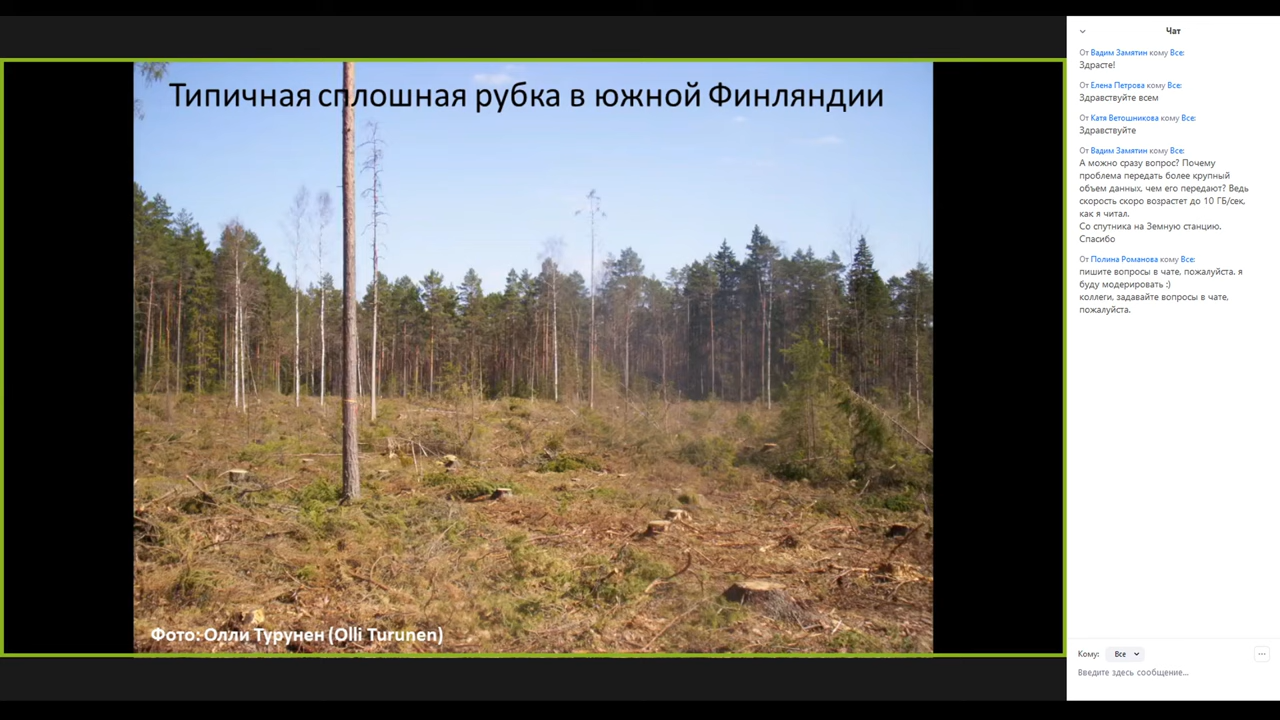 Типичная сплошная рубка в южной Финляндии
Фото: Олли Турунен (Olli Turunen)
Чат
От Вадим Замятин кому Все:
Здрасте!
От Елена Петрова кому Все:
Здравствуйте всем
От Катя Ветошникова кому Все:
Здравствуйте
От Вадим Замятин кому Все:
А можно сразу вопрос? Почему
проблема передать более крупный
объем данных, чем его передают? Ведь
скорость скоро возрастет до 10 ГБ/сек,
как я читал.
Со спутника на Земную станцию.
Спасибо
От Полина Романова кому Все:
пишите вопросы в чате, пожалуйста. я
буду модерировать :)
коллеги, задавайте вопросы в чате,
пожалуйста.
Кому: Все
Введите здесь сообщение...